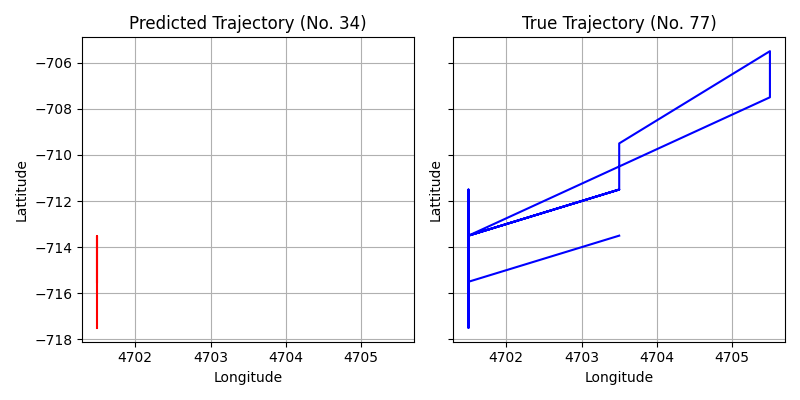 Predicted Trajectory (No. 34)
True Trajectory (No. 77)
Lattitude
−706
−708
−710
−712
−714
−716
−718
4702
4703
4704
4705
Longitude
Lattitude
4702
4703
4704
4705
Longitude